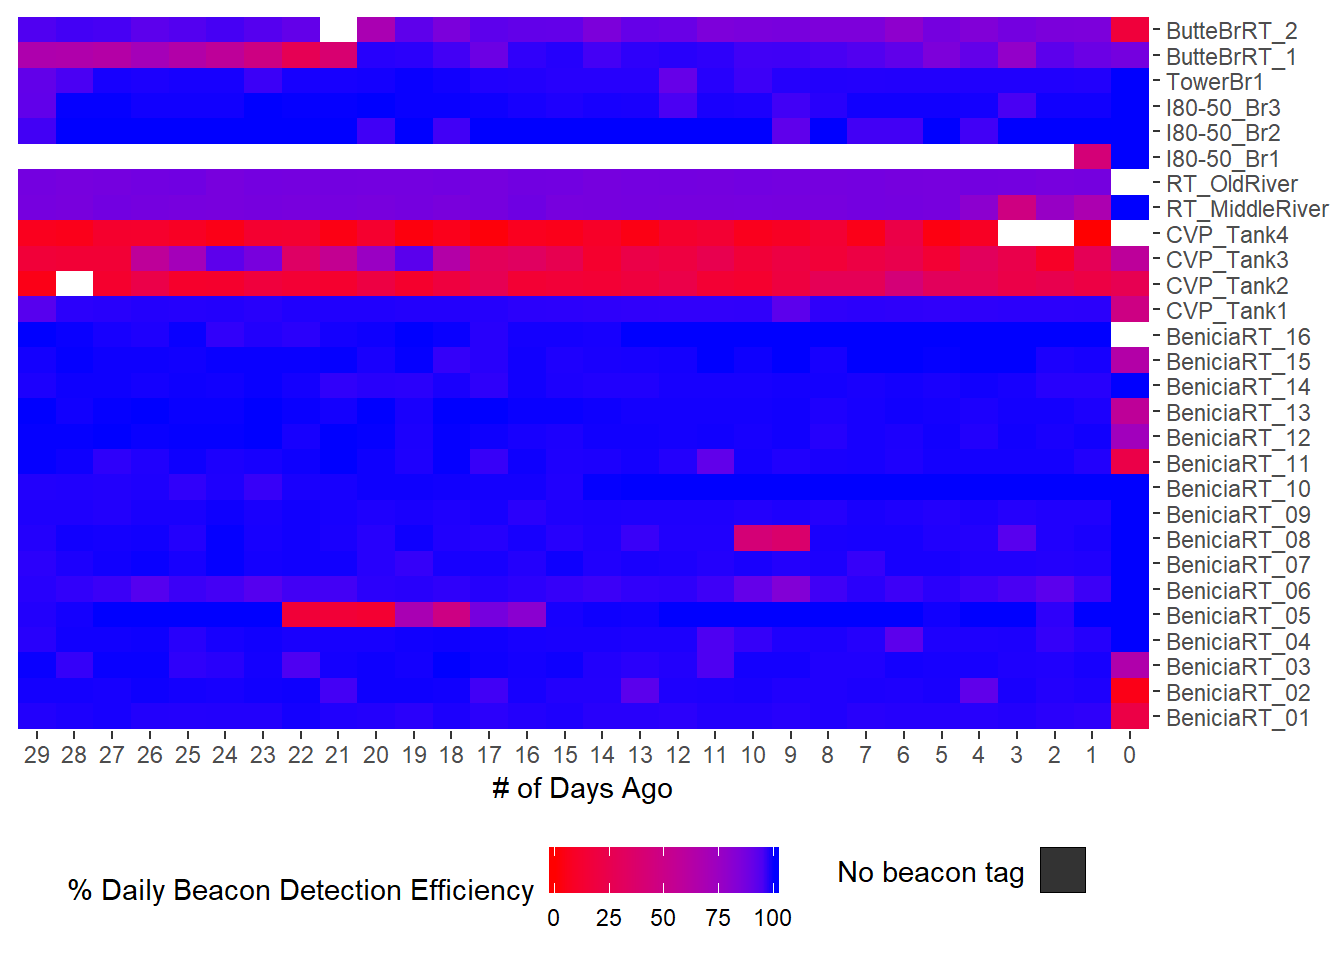 ButteBrRT_2
ButteBrRT_1
TowerBr1
I80-50_Br3
I80-50_Br2
I80-50_Br1
RT_OldRiver
RT_MiddleRiver
CVP_Tank4
CVP_Tank3
CVP_Tank2
CVP_Tank1
BeniciaRT_16
BeniciaRT_15
BeniciaRT_14
BeniciaRT_13
BeniciaRT_12
BeniciaRT_11
BeniciaRT_10
BeniciaRT_09
BeniciaRT_08
BeniciaRT_07
BeniciaRT_06
BeniciaRT_05
BeniciaRT_04
BeniciaRT_03
BeniciaRT_02
BeniciaRT_01
29 28 27 26 25 24 23 22 21 20 19 18 17 16 15 14 13 12 11 10 9 8 7 6 5 4 3 2 1 0
# of Days Ago
% Daily Beacon Detection Efficiency
0 25 50 75 100
No beacon tag